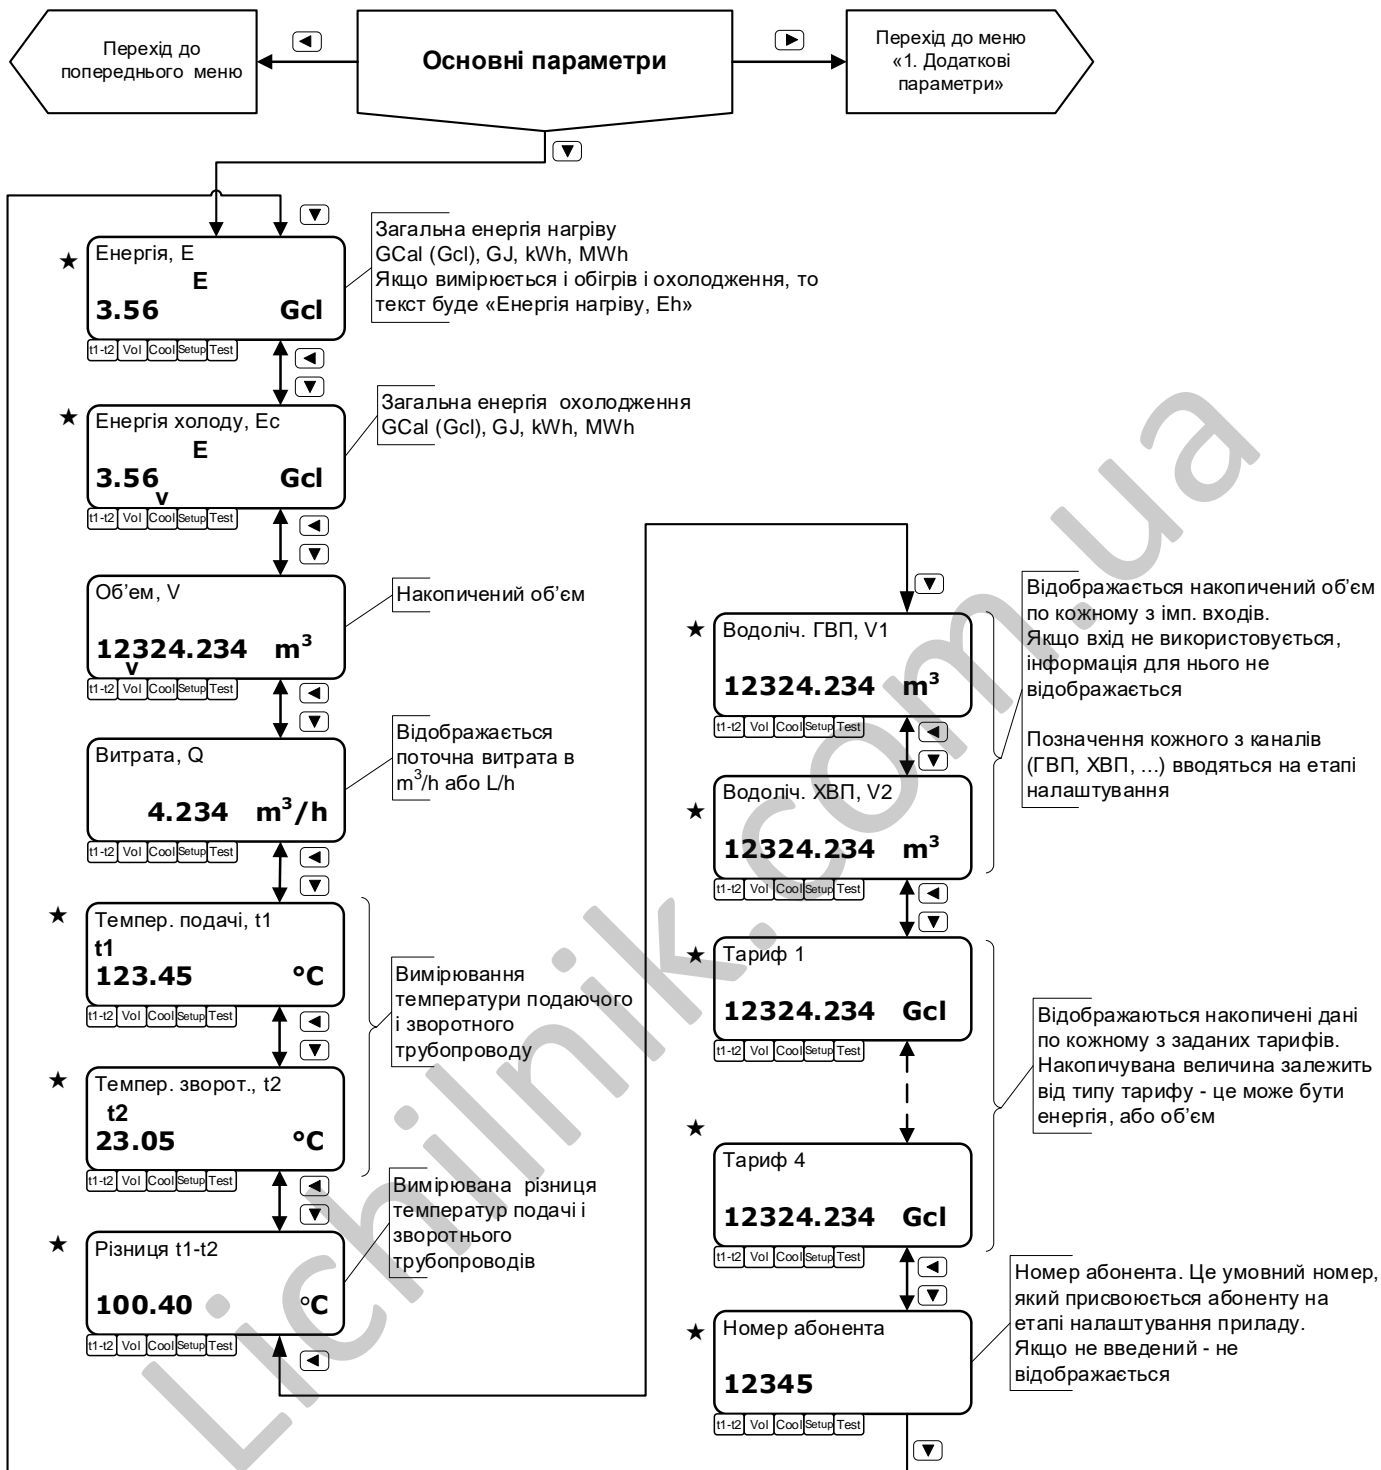 Перехід до
попереднього меню
Основні параметри
Перехід до меню
«1. Додаткові
параметри»
Енергія, E
E
3.56 Gcl
t1-t2 Vol Cool Setup Test
Загальна енергія нагріву
GCal (Gcl), GJ, kWh, MWh
Якщо вимірюється і обігрів і охолодження, то
текст буде «Енергія нагріву, Eh»
Енергія холоду, Ec
E
3.56 Gcl
v
t1-t2 Vol Cool Setup Test
Загальна енергія охолодження
GCal (Gcl), GJ, kWh, MWh
Об'ем, V
12324.234 m³
v
t1-t2 Vol Cool Setup Test
Накопичений об'єм
Витрата, Q
4.234 m³/h
t1-t2 Vol Cool Setup Test
Відображається
поточна витрата в
m³/h або L/h
Темпер. подачі, t1
t1
123.45 °C
t1-t2 Vol Cool Setup Test
Вимірювання
температури подаючого
і зворотного
трубопроводу
Темпер. зворот., t2
t2
23.05 °C
t1-t2 Vol Cool Setup Test
Різниця t1-t2
100.40 °C
t1-t2 Vol Cool Setup Test
Вимірювана різниця
температур подачі і
зворотнього
трубопроводів
Водоліч. ГВП, V1
12324.234 m³
t1-t2 Vol Cool Setup Test
Водоліч. ХВП, V2
12324.234 m³
t1-t2 Vol Cool Setup Test
Відображається накопичений об'єм
по кожному з імп. входів.
Якщо вхід не використовується,
інформація для нього не
відображається
Позначення кожного з каналів
(ГВП, ХВП, ...) вводяться на етапі
налаштування
Тариф 1
12324.234 Gcl
t1-t2 Vol Cool Setup Test
Тариф 4
12324.234 Gcl
t1-t2 Vol Cool Setup Test
Відображаються накопичені дані
по кожному з заданих тарифів.
Накопичувана величина залежить
від типу тарифу - це може бути
енергія, або об'єм
Номер абонента
12345
t1-t2 Vol Cool Setup Test
Номер абонента. Це умовний номер,
який присвоюється абоненту на
етапі налаштування приладу.
Якщо не введений - не
відображається
Lichilnik.com.ua